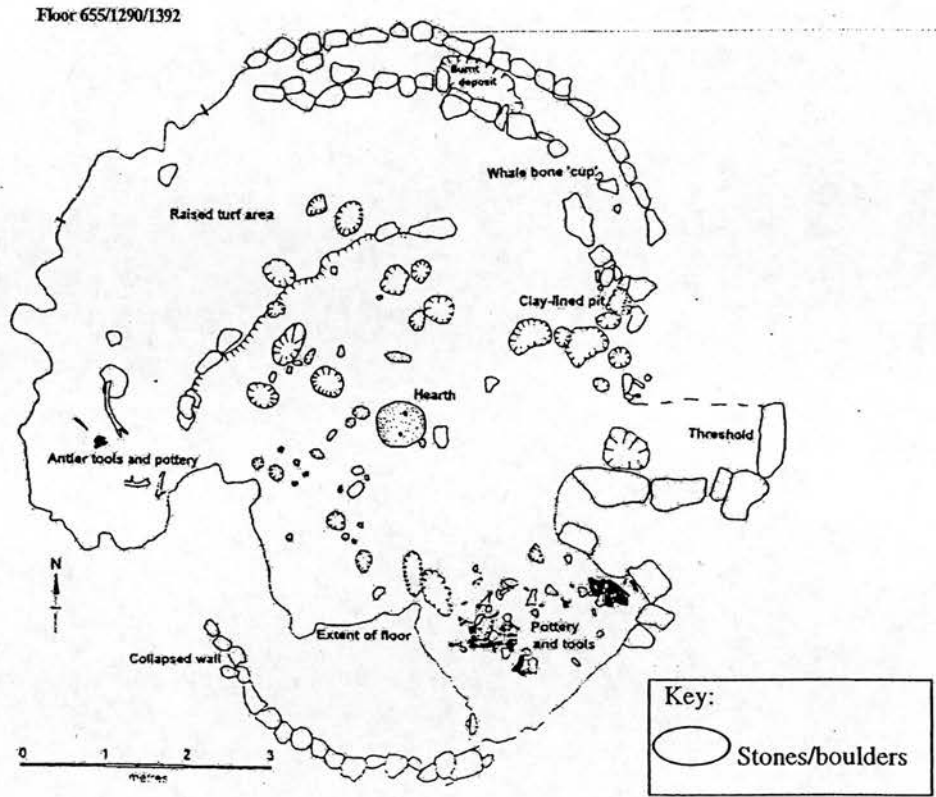 Floor 655/1290/1392
Burnt
deposit
Whale bone 'cup'
Raised turf area
Clay-lined pit
Hearth
Threshold
Antler tools and pottery
N
Extent of floor
Pottery
and tools
Collapsed wall
0 1 2 3
metres
Key:
Stones/boulders